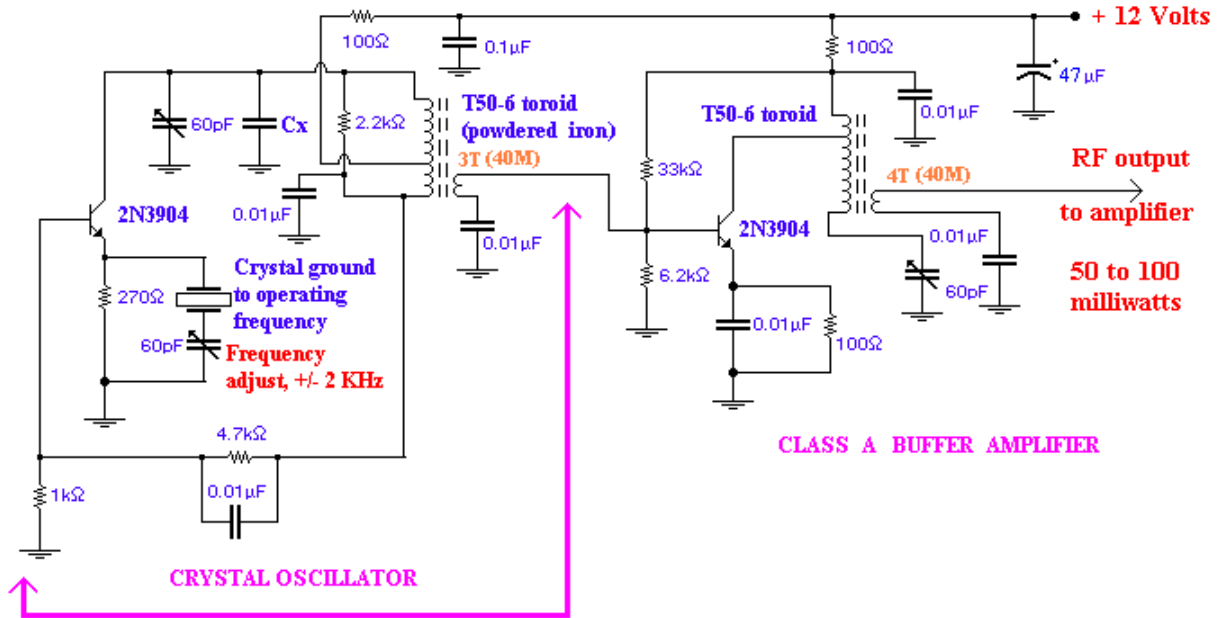 + 12 Volts
100Ω
0.1µF
100Ω
47µF
+
60pF
Cx
2.2kΩ
T50-6 toroid
(powdered iron)
3T (40M)
0.01µF
T50-6 toroid
33kΩ
4T (40M)
RF output
to amplifier
50 to 100
milliwatts
2N3904
0.01µF
0.01µF
2N3904
0.01µF
6.2kΩ
60pF
Crystal ground
to operating
frequency
270Ω
0.01µF
100Ω
60pF
Frequency
adjust, +/- 2 KHz
4.7kΩ
0.01µF
1kΩ
CLASS A BUFFER AMPLIFIER
CRYSTAL OSCILLATOR